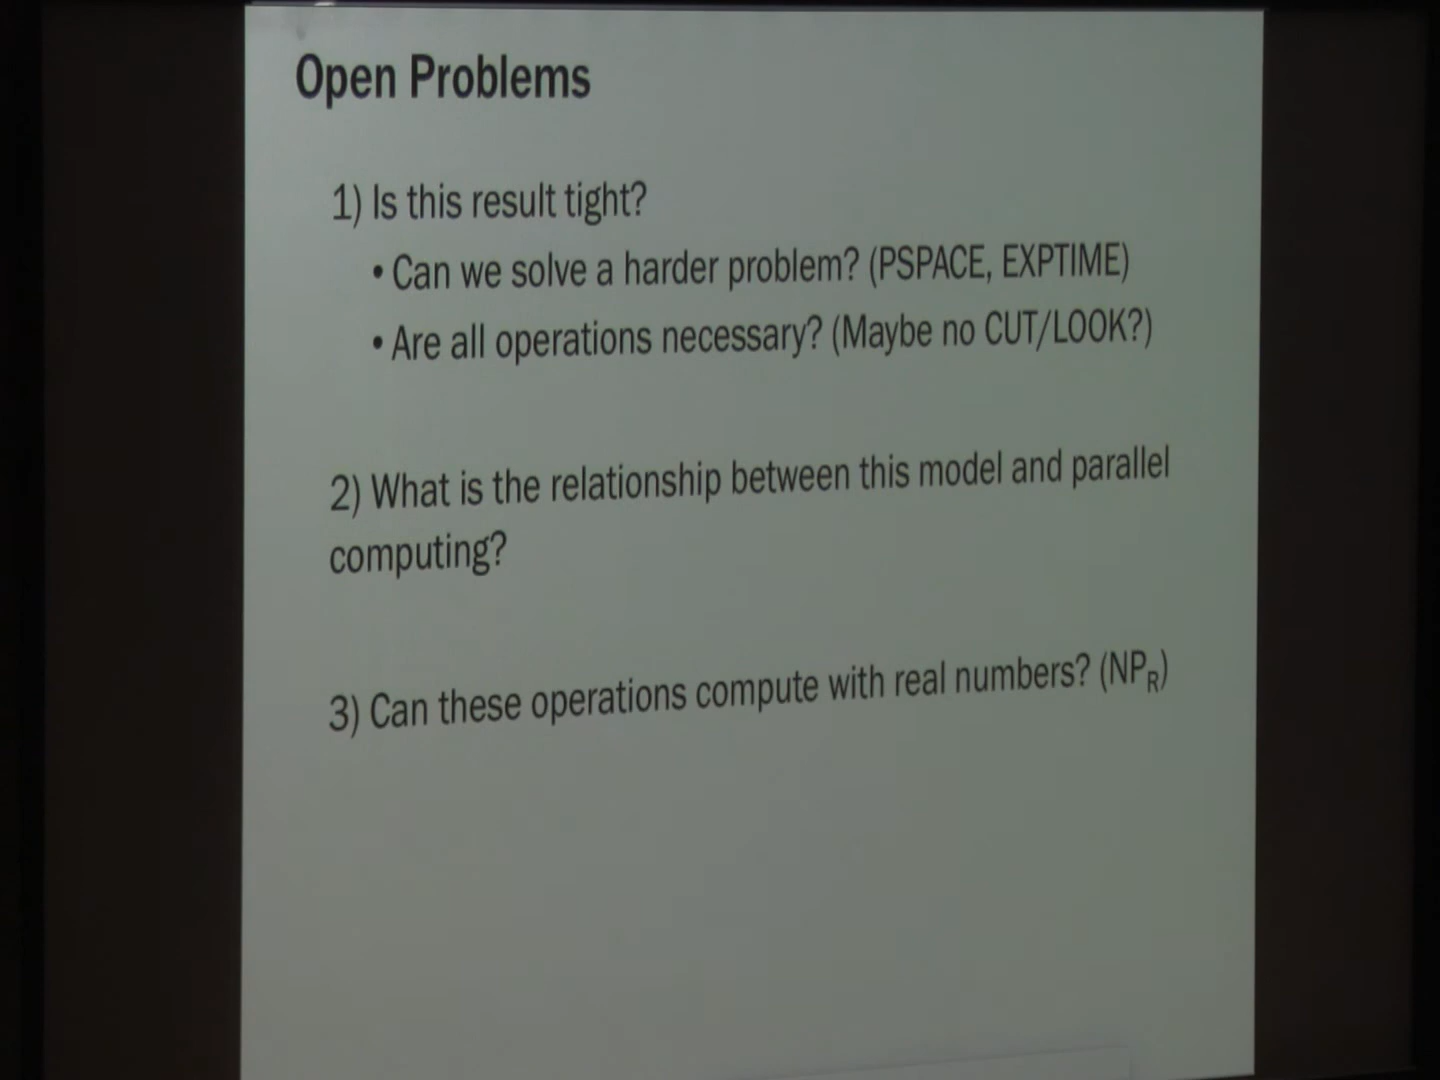 Open Problems
1) Is this result tight?
• Can we solve a harder problem? (PSPACE, EXPTIME)
• Are all operations necessary? (Maybe no CUT/LOOK?)
2) What is the relationship between this model and parallel
computing?
3) Can these operations compute with real numbers? (NP_R)